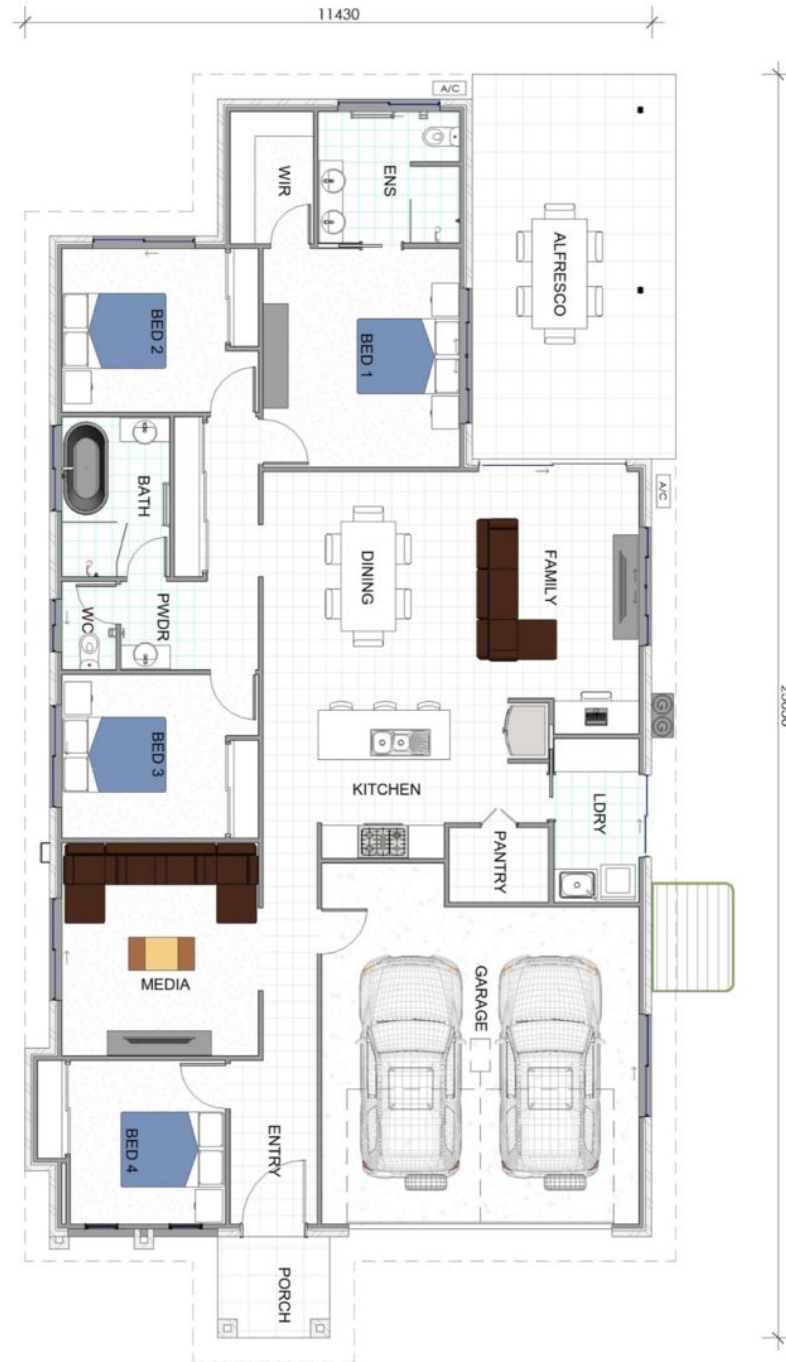 11430
A/C
WIR
ENS
ALFRESCO
BED 2
BED 1
A/C
BATH
DINING
FAMILY
WC
PWDR
G
G
BED 3
KITCHEN
LDRY
PANTRY
MEDIA
GARAGE
BED 4
ENTRY
PORCH